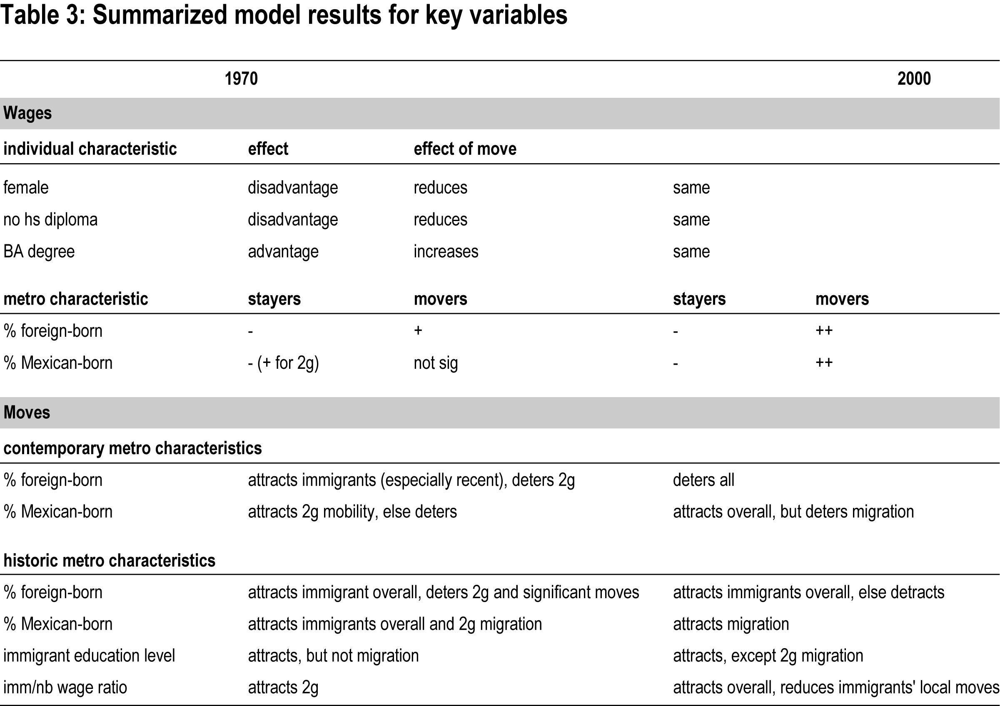 Table 3: Summarized model results for key variables
1970 2000
Wages
individual characteristic effect effect of move
female disadvantage reduces same
no hs diploma disadvantage reduces same
BA degree advantage increases same
metro characteristic stayers movers stayers movers
% foreign-born - + - ++
% Mexican-born - (+ for 2g) not sig - ++
Moves
contemporary metro characteristics
% foreign-born attracts immigrants (especially recent), deters 2g deters all
% Mexican-born attracts 2g mobility, else deters attracts overall, but deters migration
historic metro characteristics
% foreign-born attracts immigrant overall, deters 2g and significant moves attracts immigrants overall, else detracts
% Mexican-born attracts immigrants overall and 2g migration attracts migration
immigrant education level attracts, but not migration attracts, except 2g migration
imm/nb wage ratio attracts 2g attracts overall, reduces immigrants' local moves